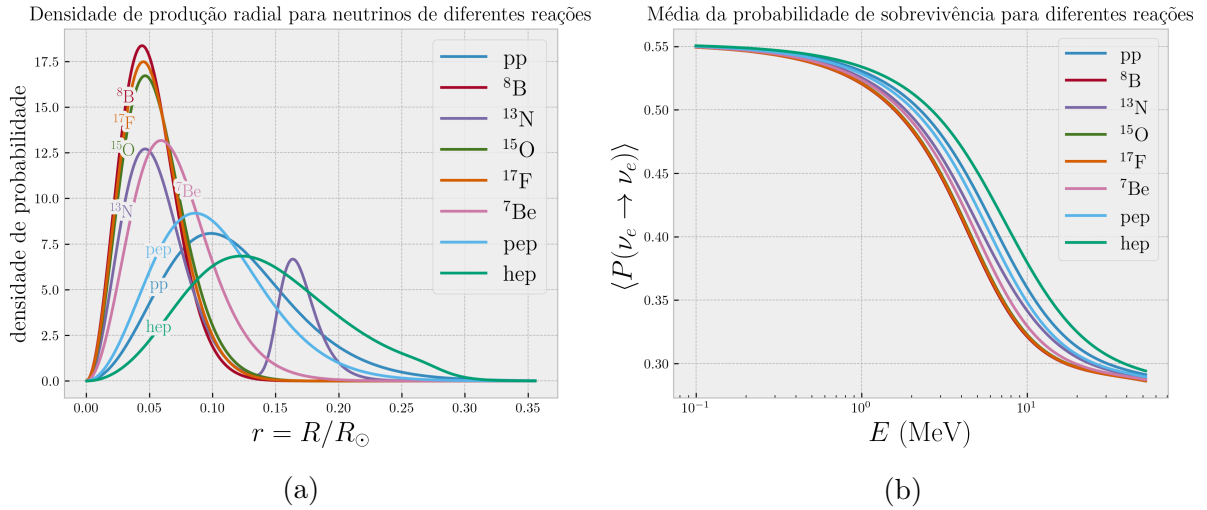 Densidade de produção radial para neutrinos de diferentes reações
densidade de probabilidade
17.5
15.0
12.5
10.0
7.5
5.0
2.5
0.0
0.00 0.05 0.10 0.15 0.20 0.25 0.30 0.35
r = R/R⊙
⁸B
¹⁷F
¹⁵O
¹³N
⁷Be
pep
pp
hep
pp
⁸B
¹³N
¹⁵O
¹⁷F
⁷Be
pep
hep
(a)
Média da probabilidade de sobrevivência para diferentes reações
⟨P(νₑ → νₑ)⟩
0.55
0.50
0.45
0.40
0.35
0.30
10⁻¹ 10⁰ 10¹
E (MeV)
pp
⁸B
¹³N
¹⁵O
¹⁷F
⁷Be
pep
hep
(b)